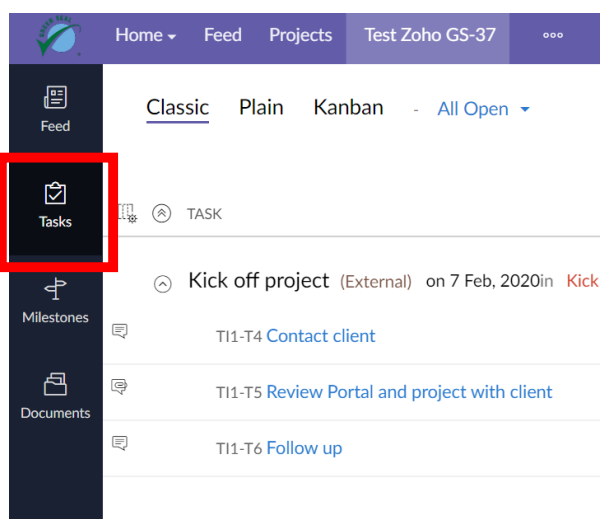 Home Feed Projects Test Zoho GS-37
Feed
Classic Plain Kanban - All Open
Tasks
TASK
Kick off project (External) on 7 Feb, 2020in Kick
Milestones
TI1-T4 Contact client
TI1-T5 Review Portal and project with client
Documents
TI1-T6 Follow up